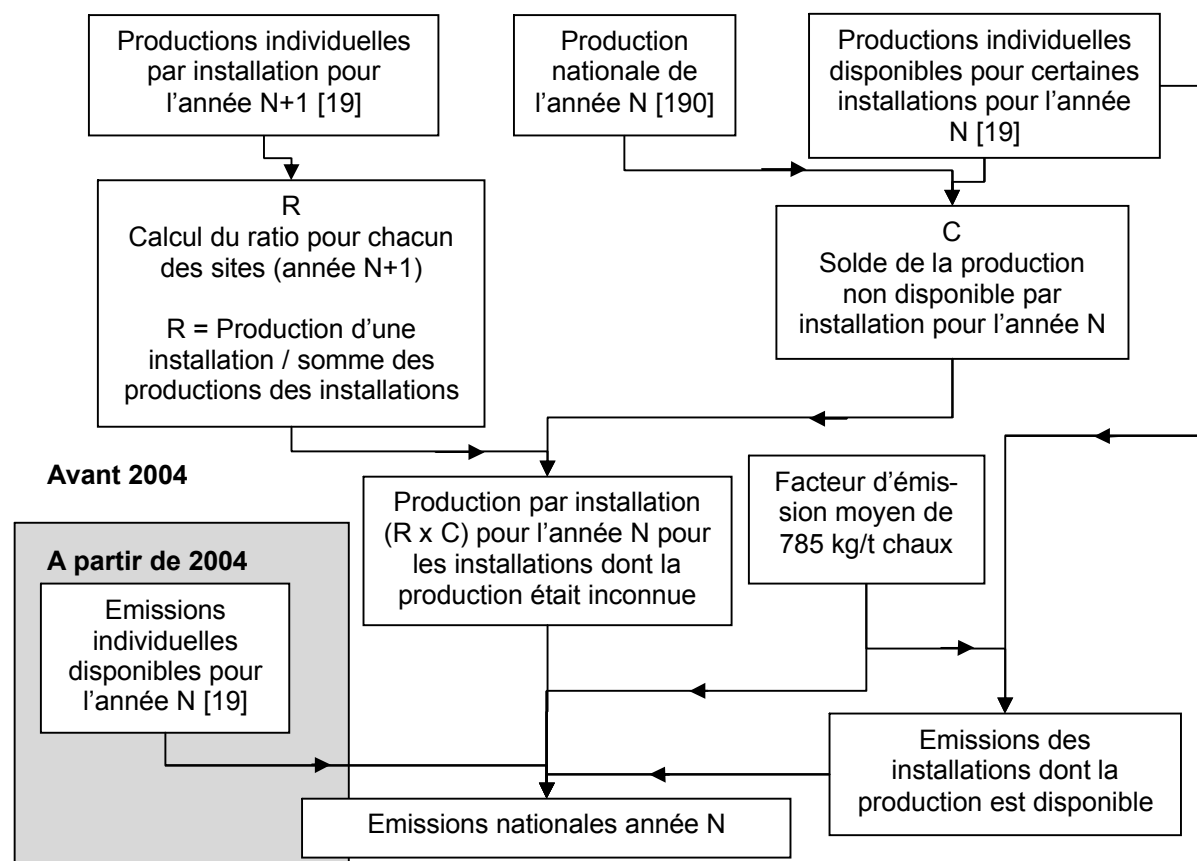 Productions individuelles
par installation pour
l’année N+1 [19]
Production
nationale de
l’année N [190]
Productions individuelles
disponibles pour certaines
installations pour l’année
N [19]
R
Calcul du ratio pour chacun
des sites (année N+1)
R = Production d’une
installation / somme des
productions des installations
C
Solde de la production
non disponible par
installation pour l’année N
Avant 2004
Production par installation
(R x C) pour l’année N pour
les installations dont la
production était inconnue
Facteur d’émis-
sion moyen de
785 kg/t chaux
A partir de 2004
Emissions
individuelles
disponibles pour
l’année N [19]
Emissions des
installations dont la
production est disponible
Emissions nationales année N